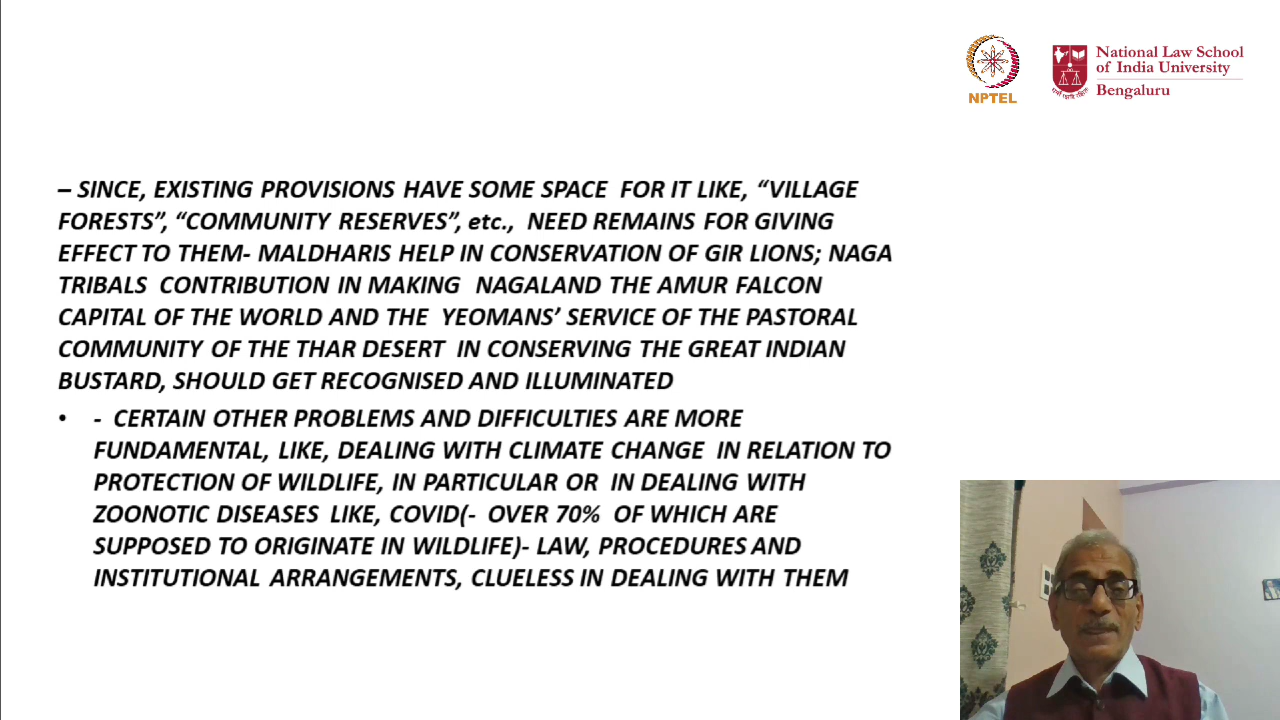 NPTEL
National Law School
of India University
Bengaluru
– SINCE, EXISTING PROVISIONS HAVE SOME SPACE FOR IT LIKE, “VILLAGE
FORESTS”, “COMMUNITY RESERVES”, etc., NEED REMAINS FOR GIVING
EFFECT TO THEM- MALDHARIS HELP IN CONSERVATION OF GIR LIONS; NAGA
TRIBALS CONTRIBUTION IN MAKING NAGALAND THE AMUR FALCON
CAPITAL OF THE WORLD AND THE YEOMANS’ SERVICE OF THE PASTORAL
COMMUNITY OF THE THAR DESERT IN CONSERVING THE GREAT INDIAN
BUSTARD, SHOULD GET RECOGNISED AND ILLUMINATED
• - CERTAIN OTHER PROBLEMS AND DIFFICULTIES ARE MORE
FUNDAMENTAL, LIKE, DEALING WITH CLIMATE CHANGE IN RELATION TO
PROTECTION OF WILDLIFE, IN PARTICULAR OR IN DEALING WITH
ZOONOTIC DISEASES LIKE, COVID(- OVER 70% OF WHICH ARE
SUPPOSED TO ORIGINATE IN WILDLIFE)- LAW, PROCEDURES AND
INSTITUTIONAL ARRANGEMENTS, CLUELESS IN DEALING WITH THEM